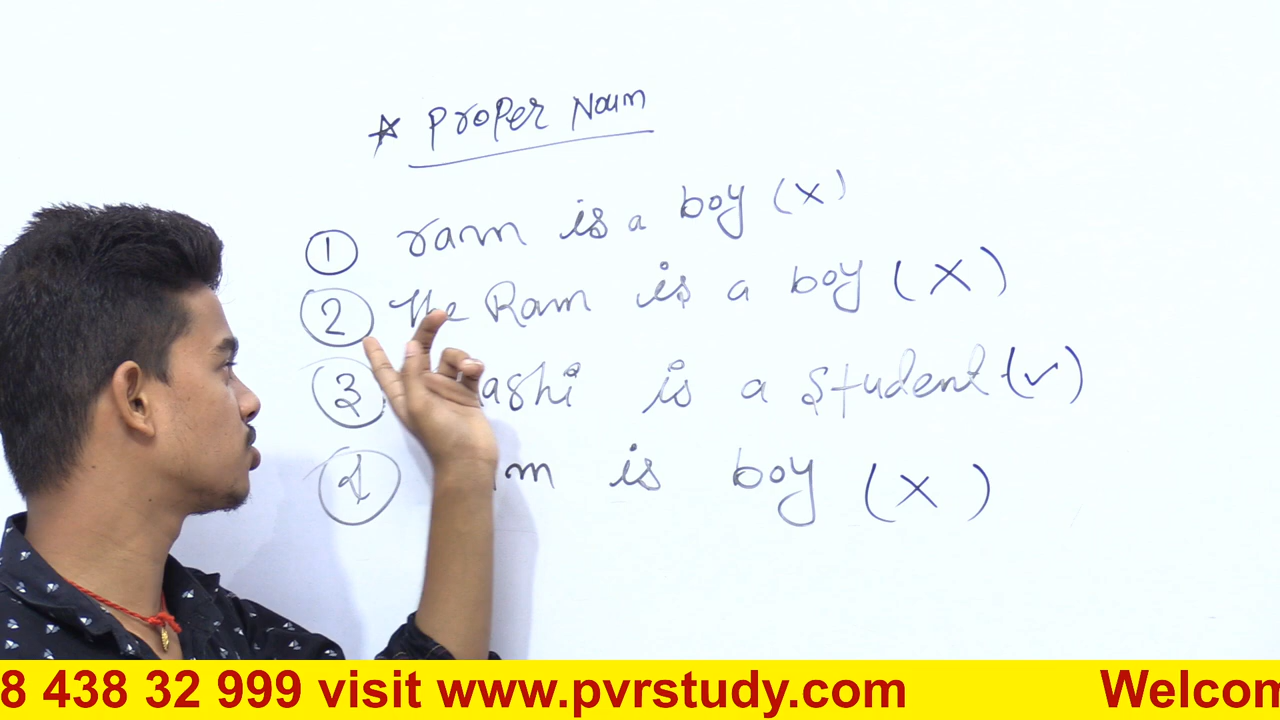 * Proper Noun
1 ram is a boy (X)
2 The Ram is a boy (X)
3 ashi is a Student (✓)
4 m is boy (X)
8 438 32 999 visit www.pvrstudy.com Welcom